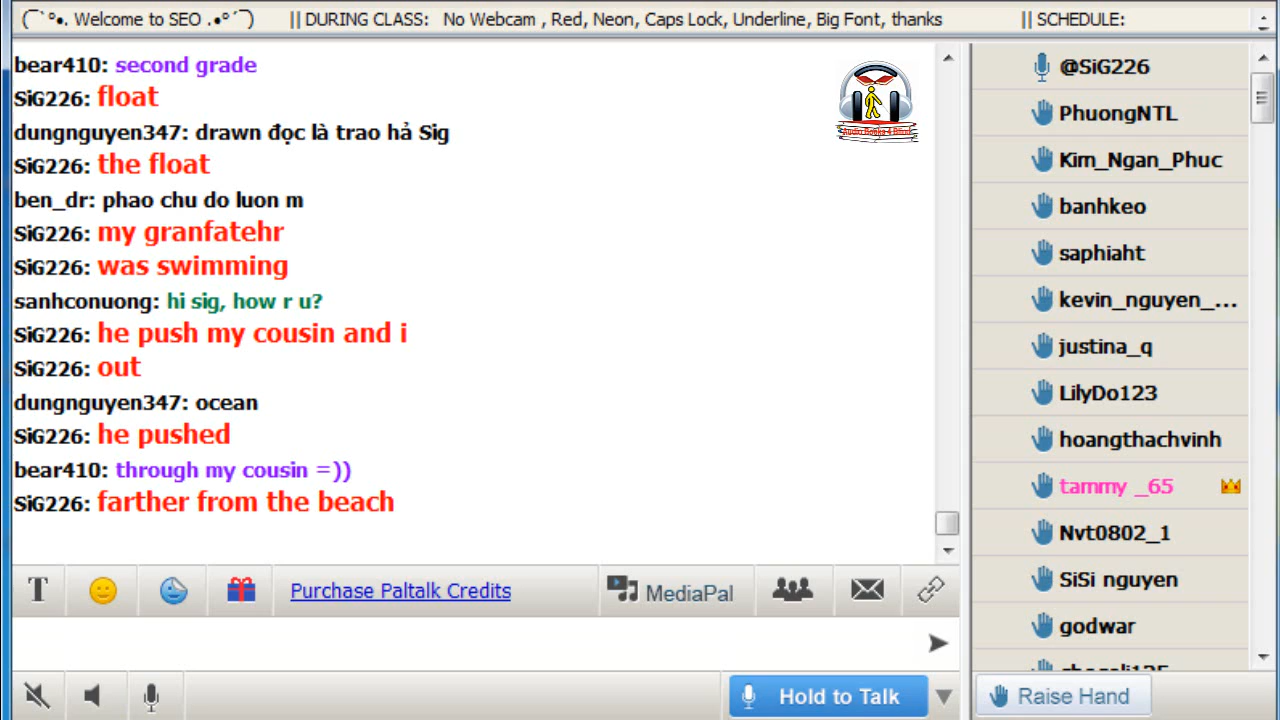 (¯`°•. Welcome to SEO .•°´¯) || DURING CLASS: No Webcam , Red, Neon, Caps Lock, Underline, Big Font, thanks || SCHEDULE:
bear410: second grade
SiG226: float
dungnguyen347: drawn đọc là trao hả Sig
SiG226: the float
ben_dr: phao chu do luon m
SiG226: my granfatehr
SiG226: was swimming
sanhconuong: hi sig, how r u?
SiG226: he push my cousin and i
SiG226: out
dungnguyen347: ocean
SiG226: he pushed
bear410: through my cousin =))
SiG226: farther from the beach
Audio Books 4 Blind
@SiG226
PhuongNTL
Kim_Ngan_Phuc
banhkeo
saphiaht
kevin_nguyen_...
justina_q
LilyDo123
hoangthachvinh
tammy _65
Nvt0802_1
SiSi nguyen
godwar
T
Purchase Paltalk Credits
MediaPal
Hold to Talk
Raise Hand